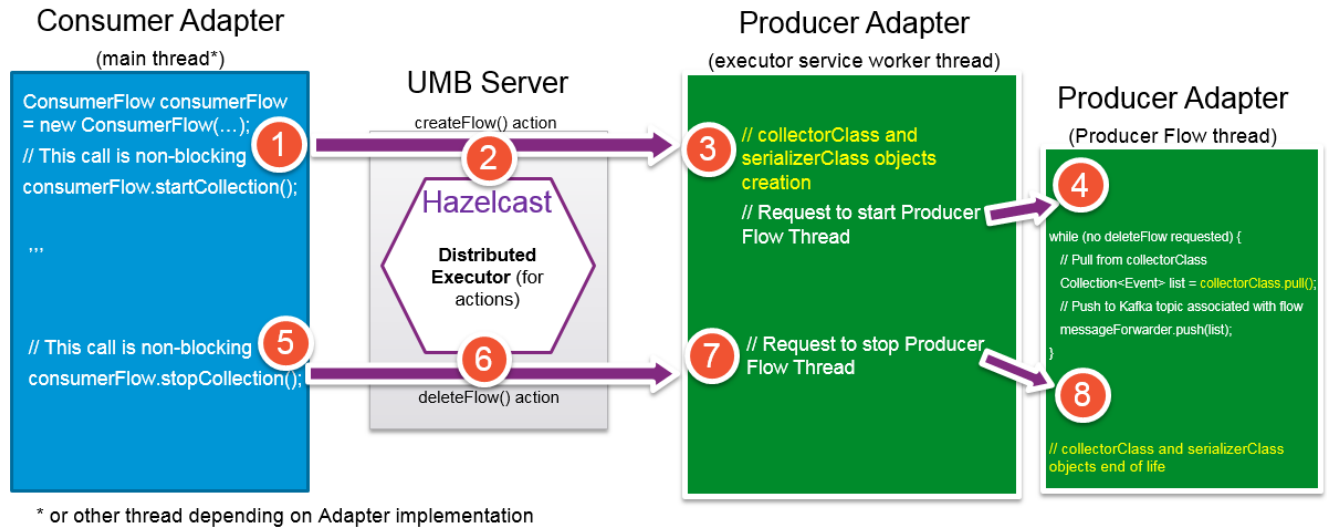 Consumer Adapter
(main thread*)
ConsumerFlow consumerFlow
= new ConsumerFlow(…);
1
// This call is non-blocking
consumerFlow.startCollection();
,,,
// This call is non-blocking
5
consumerFlow.stopCollection();
UMB Server
createFlow() action
2
Hazelcast
Distributed
Executor (for
actions)
6
deleteFlow() action
Producer Adapter
(executor service worker thread)
3
// collectorClass and
serializerClass objects
creation
// Request to start Producer
Flow Thread
7
// Request to stop Producer
Flow Thread
Producer Adapter
(Producer Flow thread)
4
while (no deleteFlow requested) {
// Pull from collectorClass
Collection<Event> list = collectorClass.pull();
// Push to Kafka topic associated with flow
messageForwarder.push(list);
}
8
// collectorClass and serializerClass
objects end of life
* or other thread depending on Adapter implementation